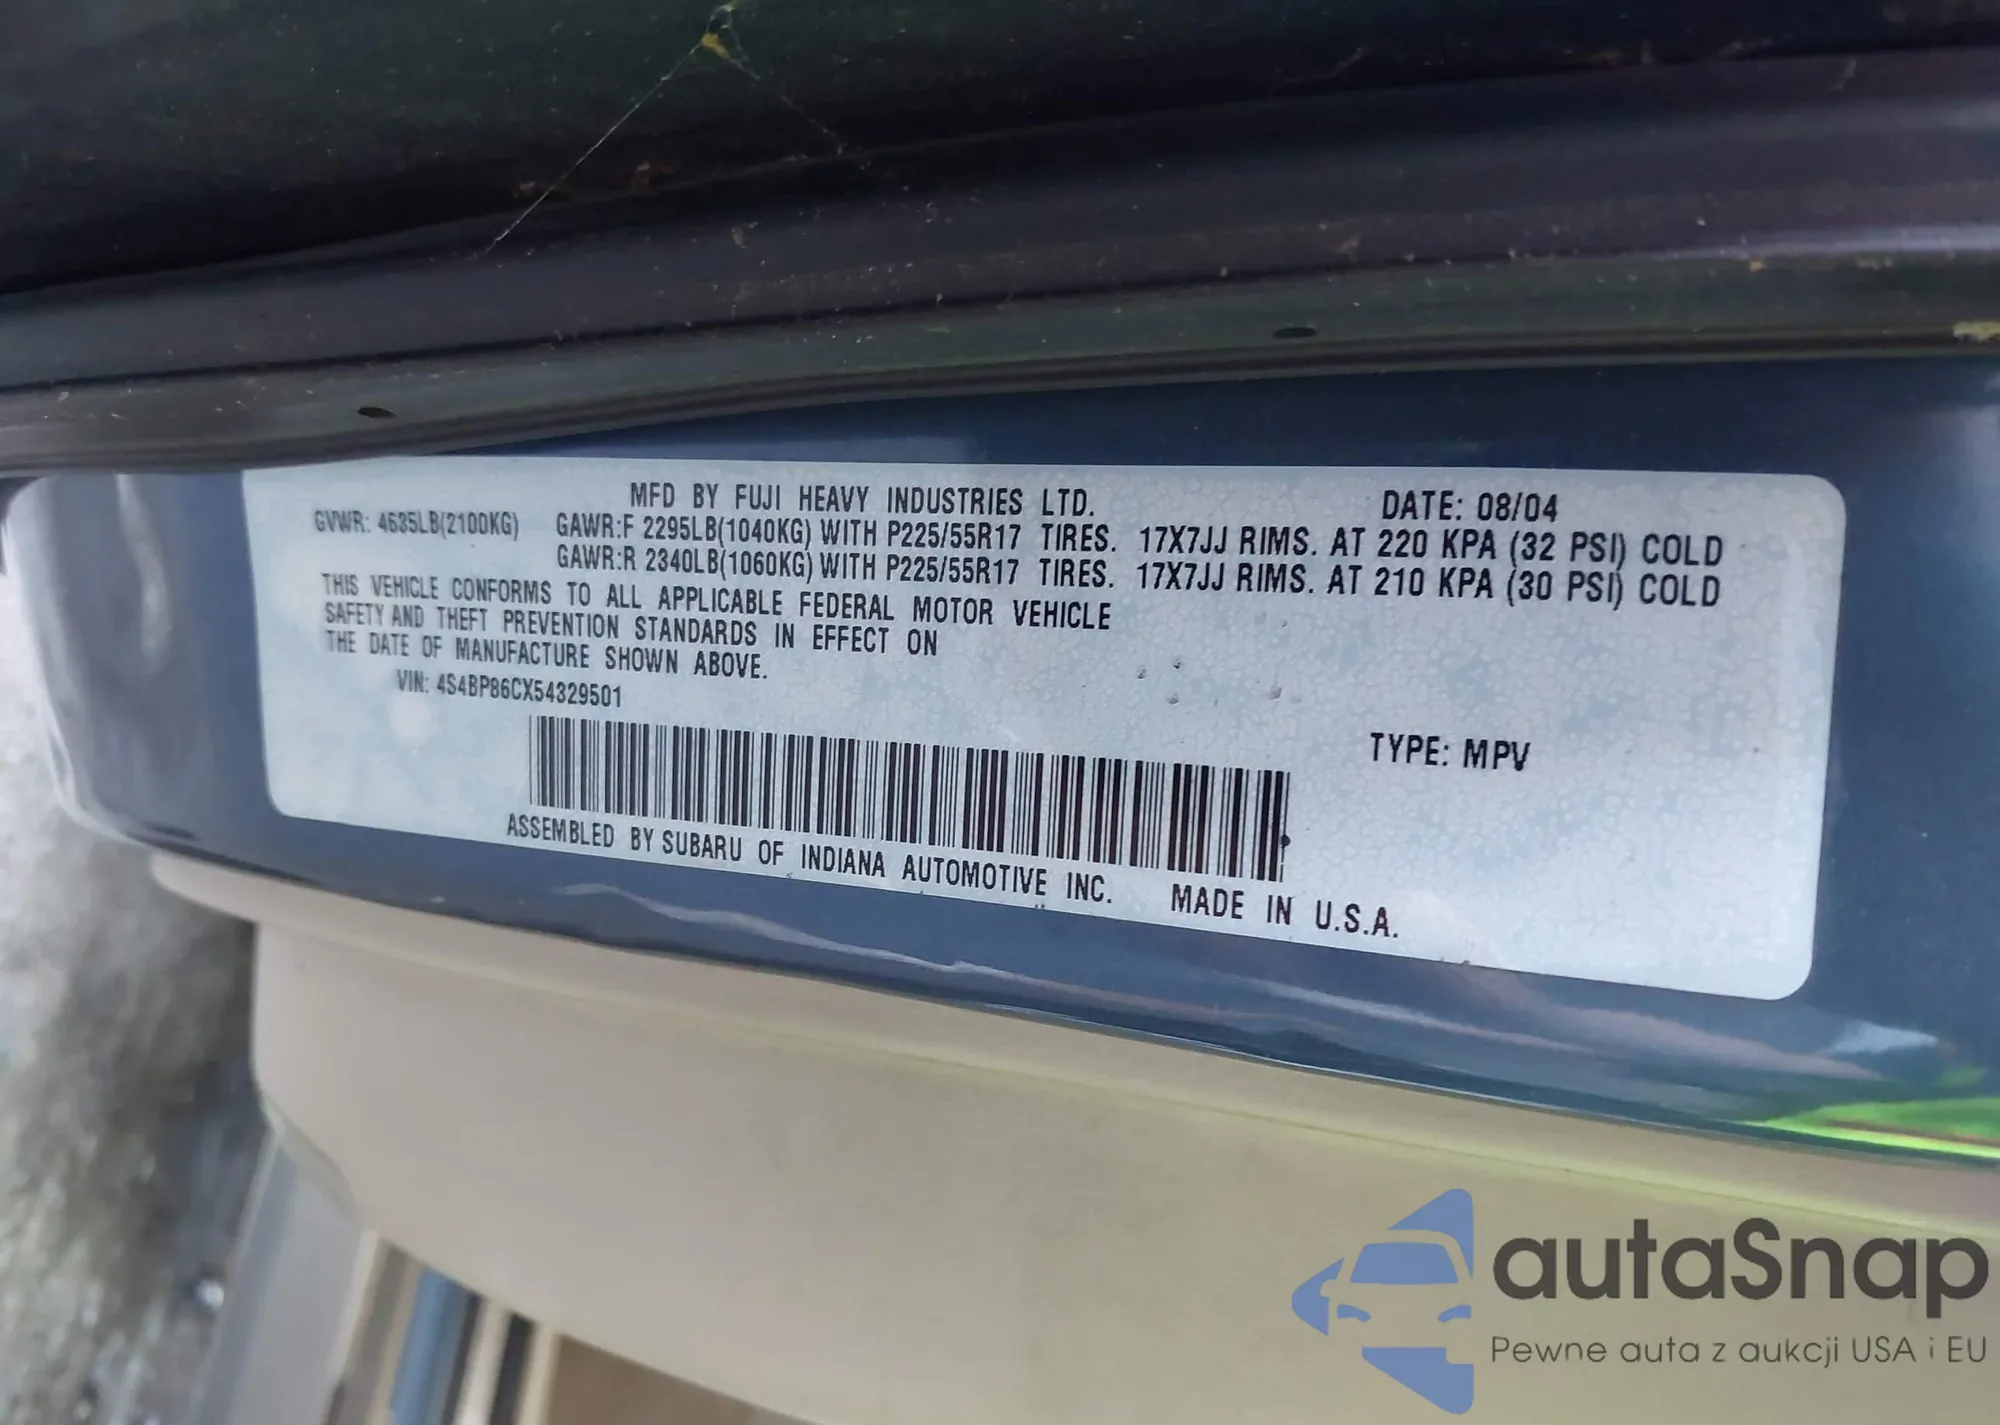 MFD BY FUJI HEAVY INDUSTRIES LTD. DATE: 08/04
GVWR: 4635LB(2100KG) GAWR:F 2295LB(1040KG) WITH P225/55R17 TIRES. 17X7JJ RIMS. AT 220 KPA (32 PSI) COLD
GAWR:R 2340LB(1060KG) WITH P225/55R17 TIRES. 17X7JJ RIMS. AT 210 KPA (30 PSI) COLD
THIS VEHICLE CONFORMS TO ALL APPLICABLE FEDERAL MOTOR VEHICLE
SAFETY AND THEFT PREVENTION STANDARDS IN EFFECT ON
THE DATE OF MANUFACTURE SHOWN ABOVE.
VIN: 4S4BP86CX54329501
TYPE: MPV
ASSEMBLED BY SUBARU OF INDIANA AUTOMOTIVE INC. MADE IN U.S.A.
autaSnap
Pewne auta z aukcji USA i EU